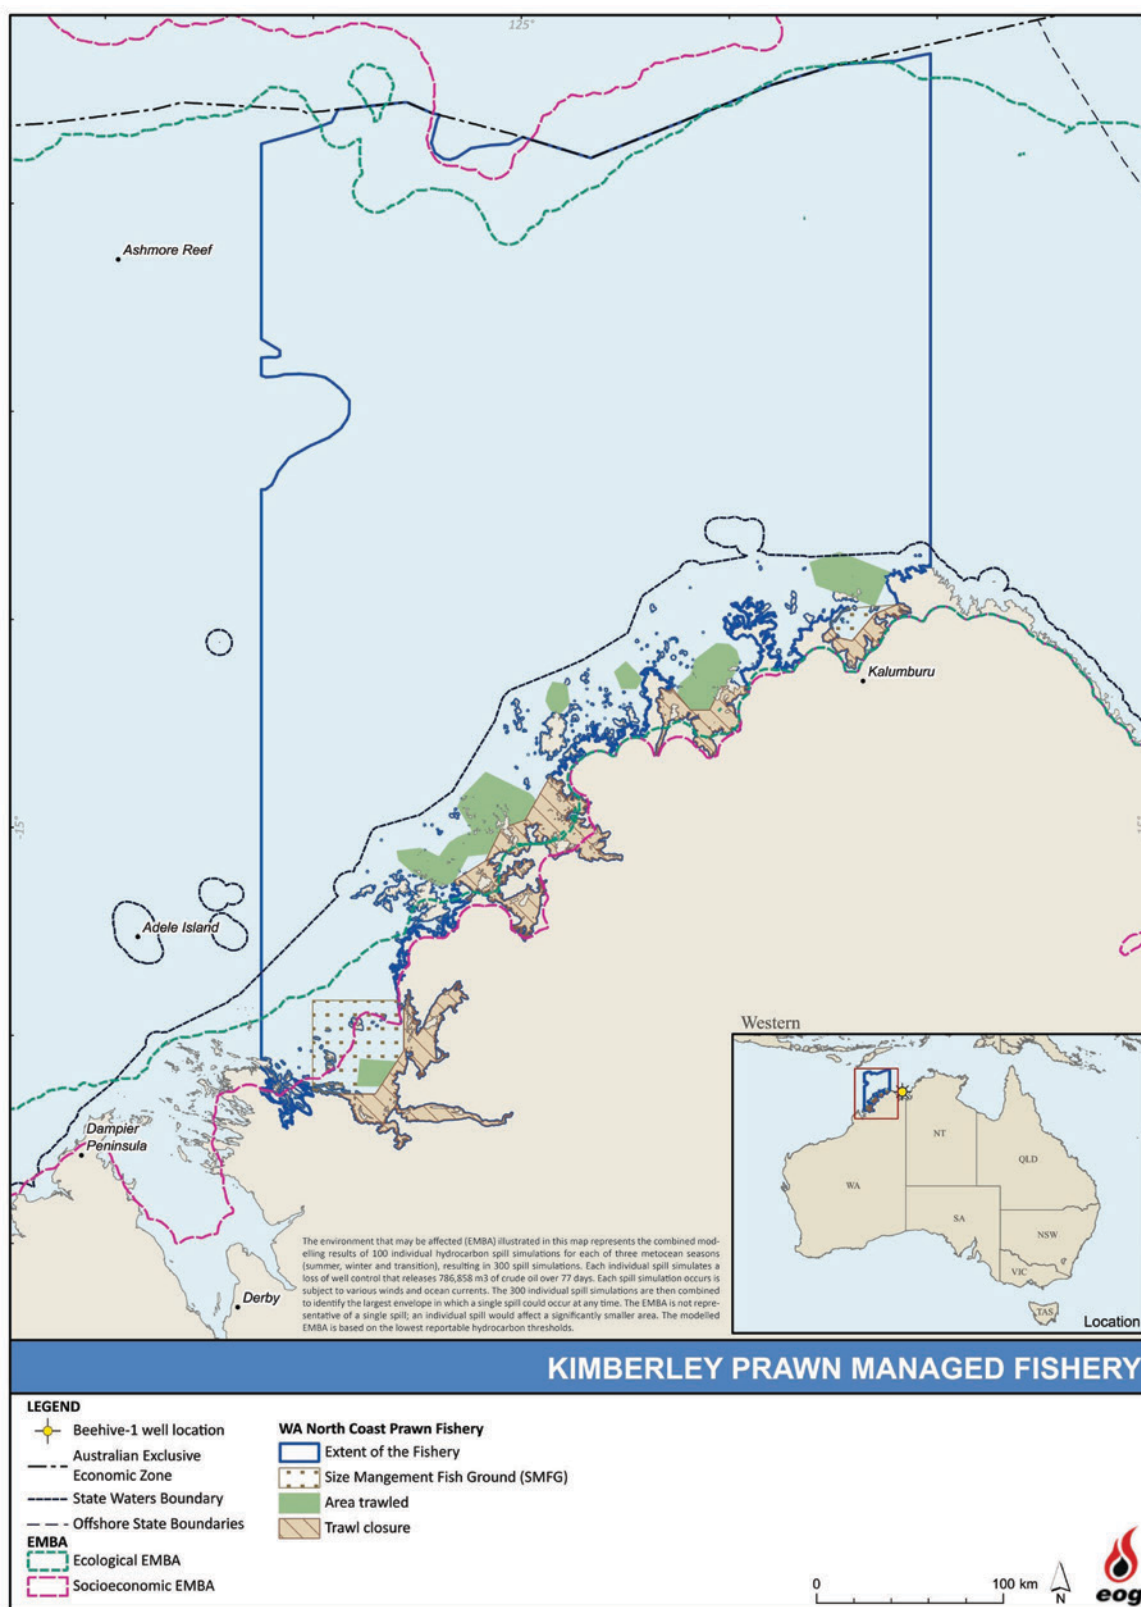 125°
Ashmore Reef
Kalumburu
-15°
Adele Island
Dampier
Peninsula
Derby
The environment that may be affected (EMBA) illustrated in this map represents the combined mod-
elling results of 100 individual hydrocarbon spill simulations for each of three metocean seasons
(summer, winter and transition), resulting in 300 spill simulations. Each individual spill simulates a
loss of well control that releases 786,858 m3 of crude oil over 77 days. Each spill simulation occurs is
subject to various winds and ocean currents. The 300 individual spill simulations are then combined
to identify the largest envelope in which a single spill could occur at any time. The EMBA is not repre-
sentative of a single spill; an individual spill would affect a significantly smaller area. The modelled
EMBA is based on the lowest reportable hydrocarbon thresholds.
Western
NT
QLD
WA
SA
NSW
VIC
TAS
Location
KIMBERLEY PRAWN MANAGED FISHERY
LEGEND
Beehive-1 well location
Australian Exclusive
Economic Zone
State Waters Boundary
Offshore State Boundaries
EMBA
Ecological EMBA
Socioeconomic EMBA
WA North Coast Prawn Fishery
Extent of the Fishery
Size Mangement Fish Ground (SMFG)
Area trawled
Trawl closure
0 100 km
N
eog